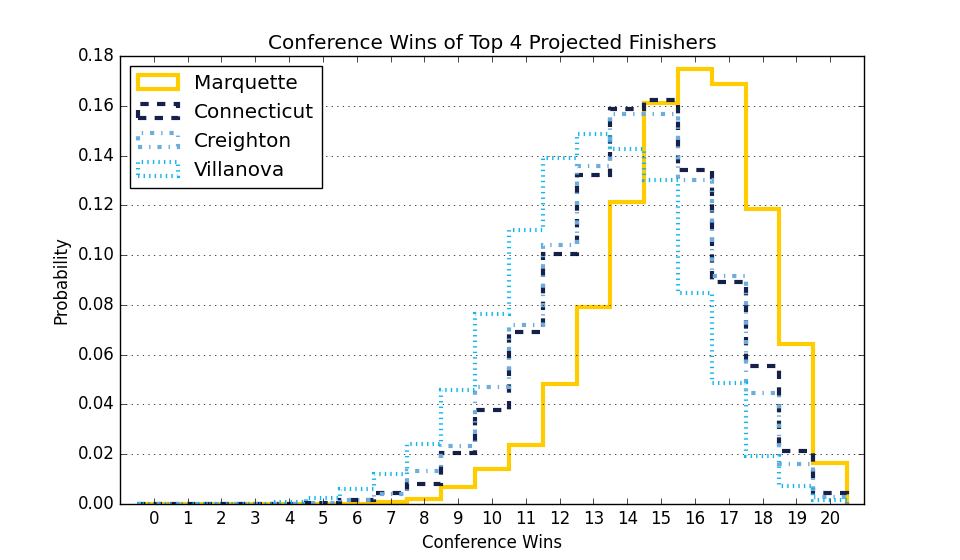 Conference Wins of Top 4 Projected Finishers
0.18
0.16
0.14
0.12
0.10
0.08
0.06
0.04
0.02
0.00
Probability
Marquette
Connecticut
Creighton
Villanova
0 1 2 3 4 5 6 7 8 9 10 11 12 13 14 15 16 17 18 19 20
Conference Wins